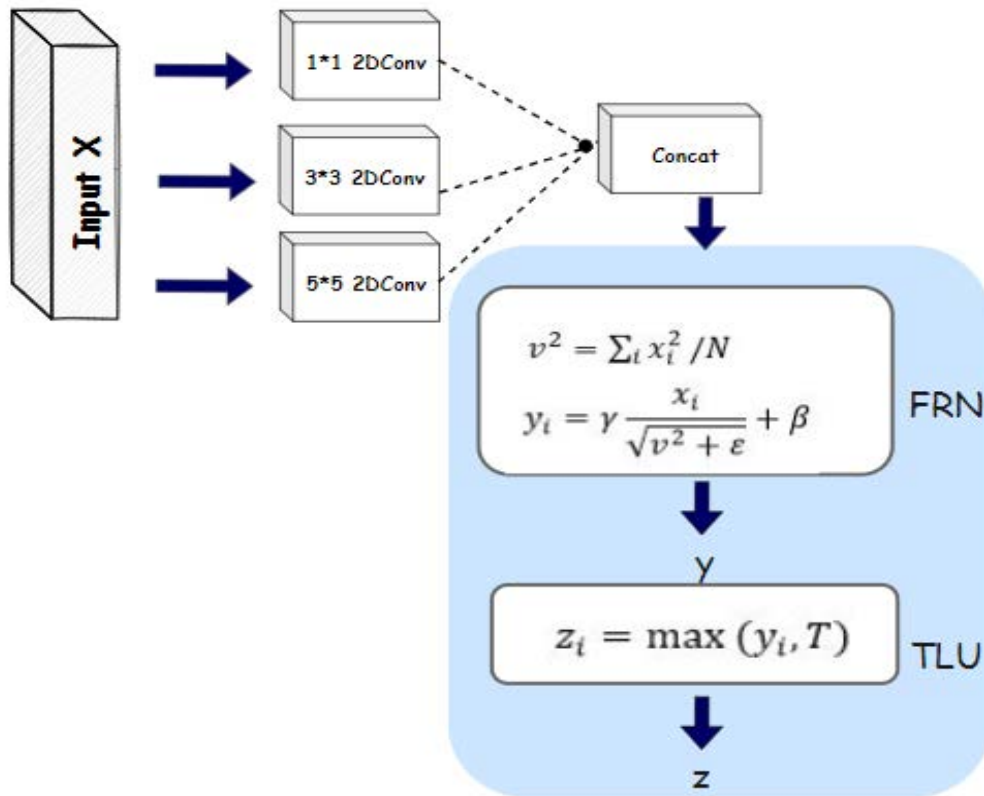 Input X
1*1 2DConv
3*3 2DConv
5*5 2DConv
Concat
v² = ∑ᵢ xᵢ² /N
yᵢ = γ xᵢ / √(v² + ε) + β
FRN
y
zᵢ = max (yᵢ, T)
TLU
z